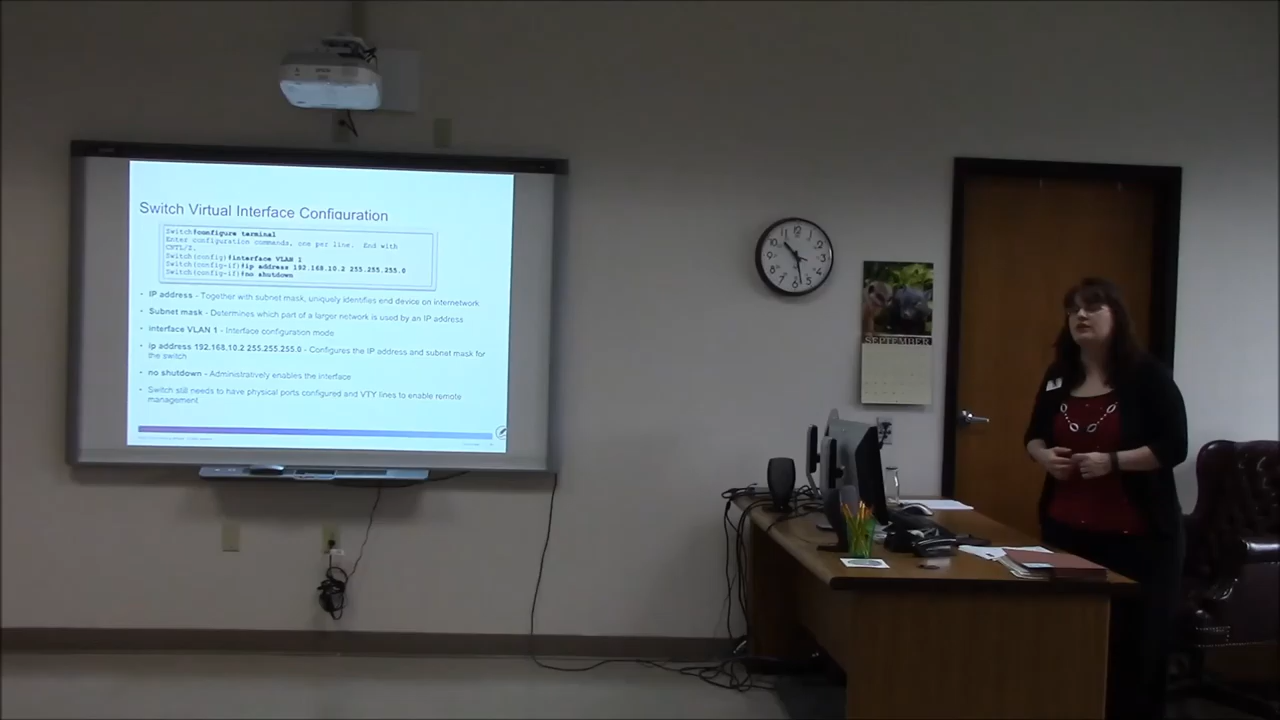 Switch Virtual Interface Configuration
Switch#configure terminal
Enter configuration commands, one per line. End with
CNTL/Z.
Switch(config)#interface VLAN 1
Switch(config-if)#ip address 192.168.10.2 255.255.255.0
Switch(config-if)#no shutdown
• IP address - Together with subnet mask, uniquely identifies end device on internetwork
• Subnet mask - Determines which part of a larger network is used by an IP address
• interface VLAN 1 - Interface configuration mode
• ip address 192.168.10.2 255.255.255.0 - Configures the IP address and subnet mask for
the switch
• no shutdown - Administratively enables the interface
• Switch still needs to have physical ports configured and VTY lines to enable remote
management
12
SEPTEMBER